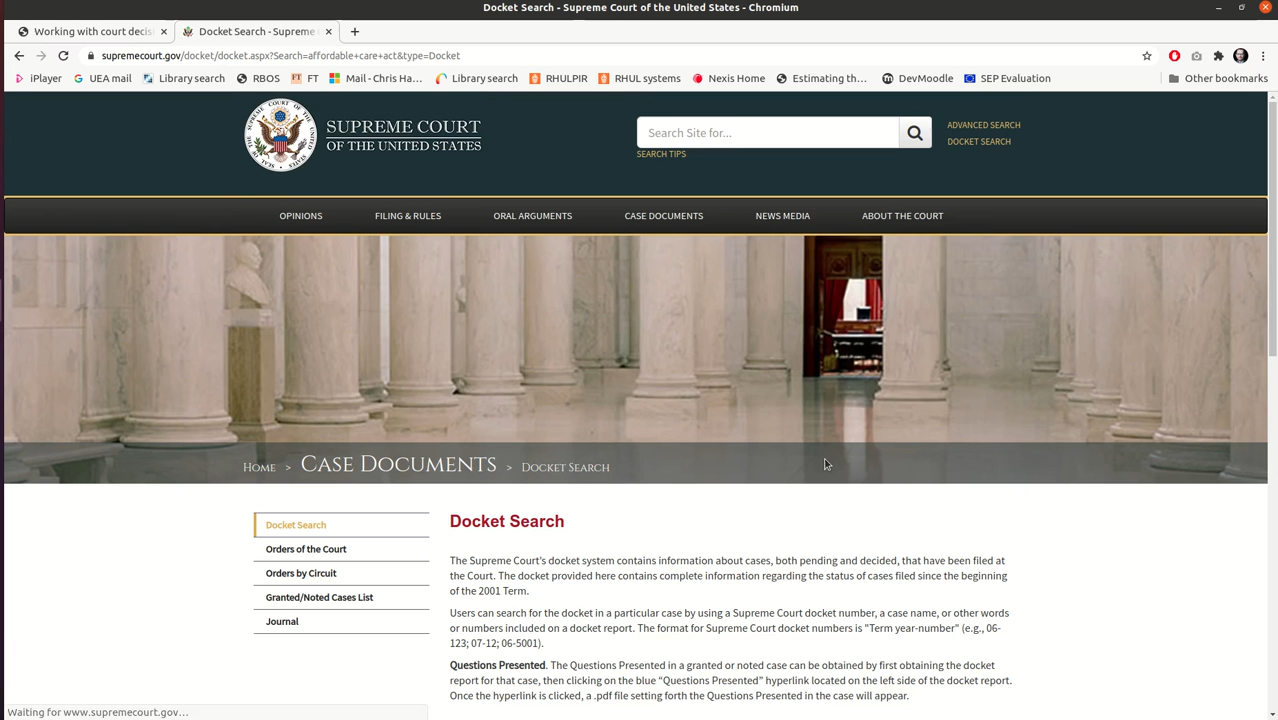 Docket Search - Supreme Court of the United States - Chromium
Working with court decis
Docket Search - Supreme
supremecourt.gov/docket/docket.aspx?Search=affordable+care+act&type=Docket
iPlayer
UEA mail
Library search
RBOS
FT FT
Mail - Chris Ha...
Library search
RHULPIR
RHUL systems
Nexis Home
Estimating th...
DevMoodle
SEP Evaluation
Other bookmarks
SUPREME COURT
OF THE UNITED STATES
Search Site for...
SEARCH TIPS
ADVANCED SEARCH
DOCKET SEARCH
OPINIONS
FILING & RULES
ORAL ARGUMENTS
CASE DOCUMENTS
NEWS MEDIA
ABOUT THE COURT
HOME > CASE DOCUMENTS > DOCKET SEARCH
Docket Search
Orders of the Court
Orders by Circuit
Granted/Noted Cases List
Journal
Docket Search
The Supreme Court's docket system contains information about cases, both pending and decided, that have been filed at
the Court. The docket provided here contains complete information regarding the status of cases filed since the beginning
of the 2001 Term.
Users can search for the docket in a particular case by using a Supreme Court docket number, a case name, or other words
or numbers included on a docket report. The format for Supreme Court docket numbers is "Term year-number" (e.g., 06-
123; 07-12; 06-5001).
Questions Presented. The Questions Presented in a granted or noted case can be obtained by first obtaining the docket
report for that case, then clicking on the blue “Questions Presented” hyperlink located on the left side of the docket report.
Once the hyperlink is clicked, a .pdf file setting forth the Questions Presented in the case will appear.
Waiting for www.supremecourt.gov...